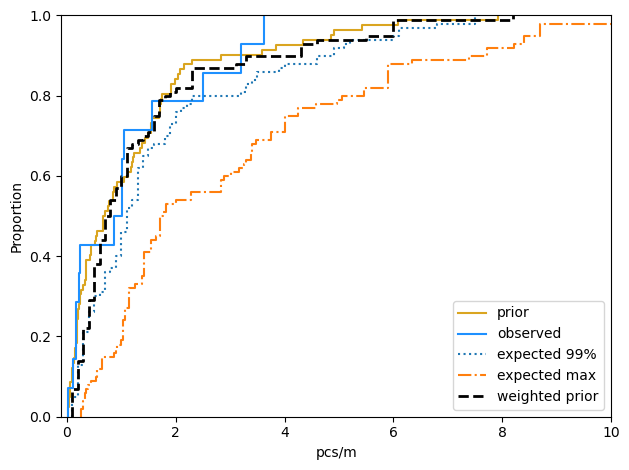 1.0
0.8
0.6
0.4
0.2
0.0
Proportion
0
2
4
6
8
10
pcs/m
prior
observed
expected 99%
expected max
weighted prior